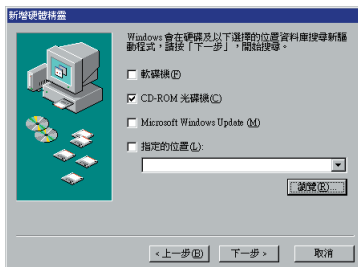 新增硬體精靈
Windows 會在硬碟及以下選擇的位置資料庫搜尋新驅
動程式,請按「下一步」,開始搜尋。
軟碟機(F)
CD-ROM 光碟機(C)
Microsoft Windows Update (M)
指定的位置(L):
瀏覽(R)...
<上一步(B)
下一步 >
取消